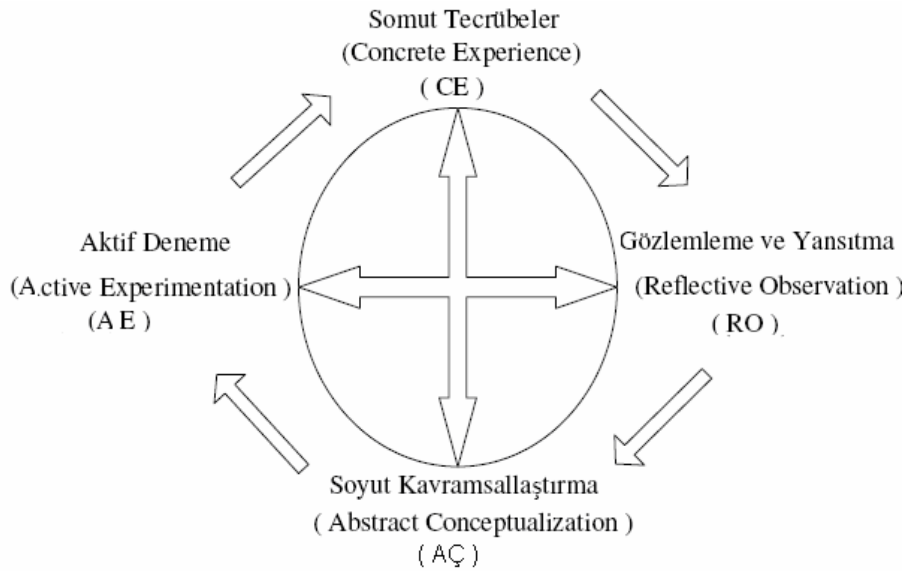 Somut Tecrübeler
(Concrete Experience)
( CE )
Aktif Deneme
(Active Experimentation )
(A E )
Gözlemleme ve Yansıtma
(Reflective Observation )
( RO )
Soyut Kavramsallaştırma
( Abstract Conceptualization )
( AÇ )